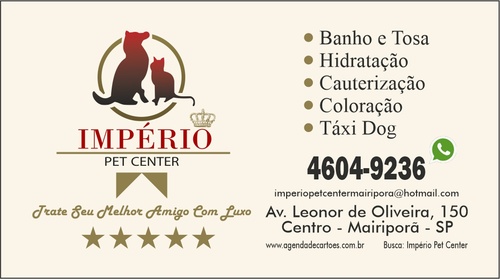 IMPÉRIO
PET CENTER
Trate Seu Melhor Amigo Com Luxo
Banho e Tosa
Hidratação
Cauterização
Coloração
Táxi Dog
4604-9236
imperiopetcentermairipora@hotmail.com
Av. Leonor de Oliveira, 150
Centro - Mairiporã - SP
www.agendadecartoes.com.br Busca: Império Pet Center